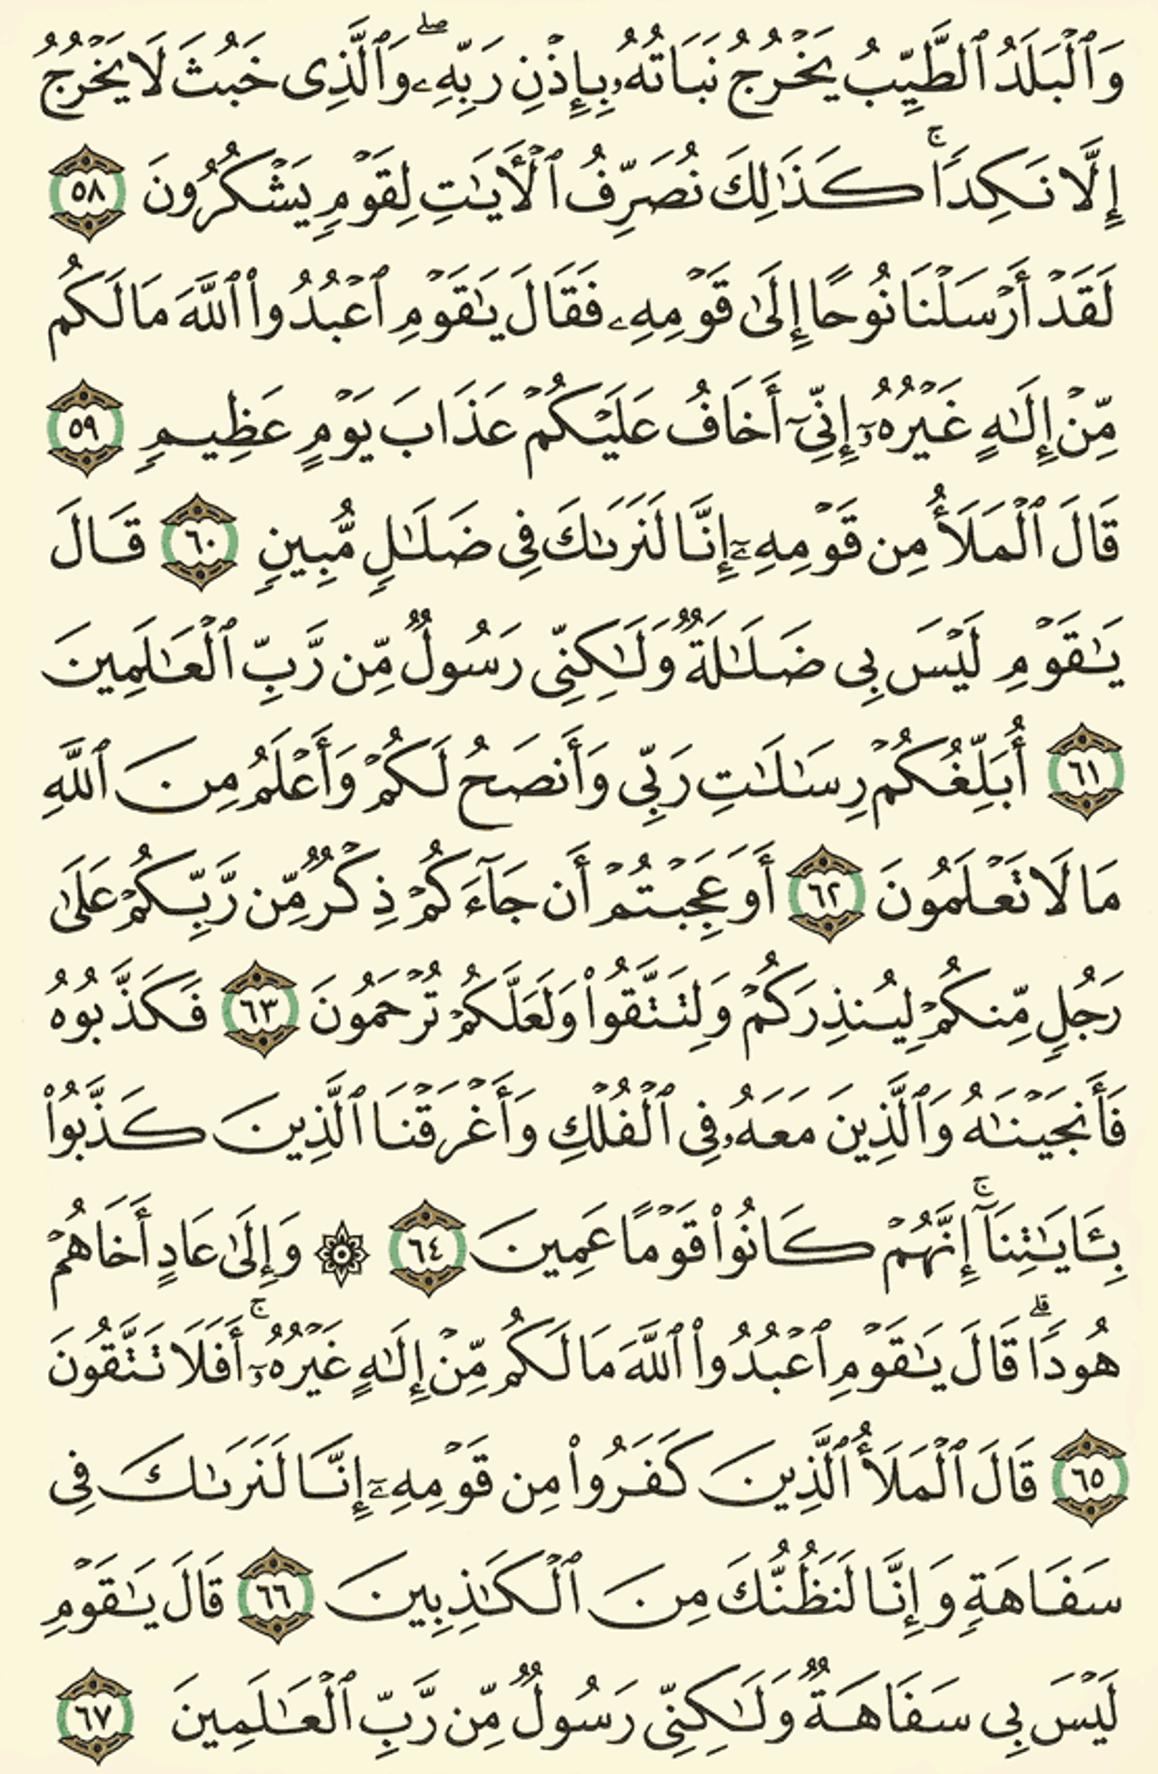 وَٱلْبَلَدُ ٱلطَّيِّبُ يَخْرُجُ نَبَاتُهُۥ بِإِذْنِ رَبِّهِۦ ۖ وَٱلَّذِى خَبُثَ لَا يَخْرُجُ
إِلَّا نَكِدًا ۚ كَذَٰلِكَ نُصَرِّفُ ٱلْأَيَـٰتِ لِقَوْمٍ يَشْكُرُونَ ٥٨
لَقَدْ أَرْسَلْنَا نُوحًا إِلَىٰ قَوْمِهِۦ فَقَالَ يَـٰقَوْمِ ٱعْبُدُوا۟ ٱللَّهَ مَا لَكُم
مِّنْ إِلَـٰهٍ غَيْرُهُۥٓ إِنِّىٓ أَخَافُ عَلَيْكُمْ عَذَابَ يَوْمٍ عَظِيمٍ ٥٩
قَالَ ٱلْمَلَأُ مِن قَوْمِهِۦٓ إِنَّا لَنَرَىٰكَ فِى ضَلَـٰلٍ مُّبِينٍ ٦٠ قَالَ
يَـٰقَوْمِ لَيْسَ بِى ضَلَـٰلَةٌ وَلَـٰكِنِّى رَسُولٌ مِّن رَّبِّ ٱلْعَـٰلَمِينَ
٦١ أُبَلِّغُكُمْ رِسَـٰلَـٰتِ رَبِّى وَأَنصَحُ لَكُمْ وَأَعْلَمُ مِنَ ٱللَّهِ
مَا لَا تَعْلَمُونَ ٦٢ أَوَعَجِبْتُمْ أَن جَآءَكُمْ ذِكْرٌ مِّن رَّبِّكُمْ عَلَىٰ
رَجُلٍ مِّنكُمْ لِيُنذِرَكُمْ وَلِتَتَّقُوا۟ وَلَعَلَّكُمْ تُرْحَمُونَ ٦٣ فَكَذَّبُوهُ
فَأَنجَيْنَـٰهُ وَٱلَّذِينَ مَعَهُۥ فِى ٱلْفُلْكِ وَأَغْرَقْنَا ٱلَّذِينَ كَذَّبُوا۟
بِـَٔايَـٰتِنَآ ۚ إِنَّهُمْ كَانُوا۟ قَوْمًا عَمِينَ ٦٤ ۞ وَإِلَىٰ عَادٍ أَخَاهُمْ
هُودًا ۗ قَالَ يَـٰقَوْمِ ٱعْبُدُوا۟ ٱللَّهَ مَا لَكُم مِّنْ إِلَـٰهٍ غَيْرُهُۥٓ ۚ أَفَلَا تَتَّقُونَ
٦٥ قَالَ ٱلْمَلَأُ ٱلَّذِينَ كَفَرُوا۟ مِن قَوْمِهِۦٓ إِنَّا لَنَرَىٰكَ فِى
سَفَاهَةٍ وَإِنَّا لَنَظُنُّكَ مِنَ ٱلْكَـٰذِبِينَ ٦٦ قَالَ يَـٰقَوْمِ
لَيْسَ بِى سَفَاهَةٌ وَلَـٰكِنِّى رَسُولٌ مِّن رَّبِّ ٱلْعَـٰلَمِينَ ٦٧